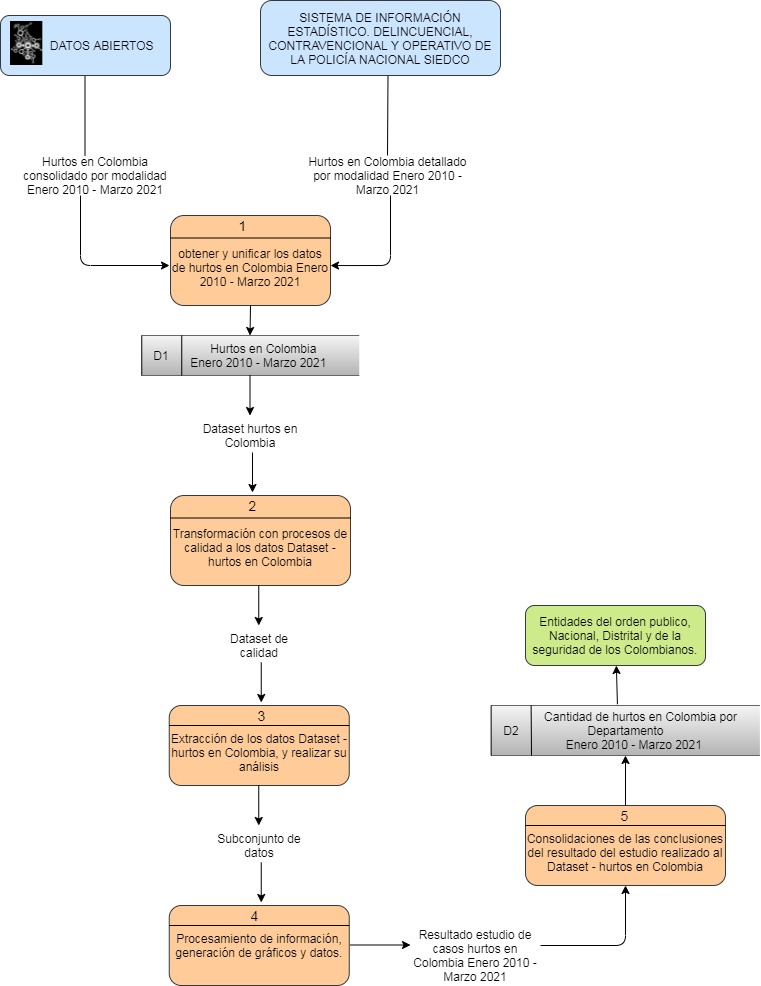 DATOS ABIERTOS
SISTEMA DE INFORMACIÓN
ESTADÍSTICO. DELINCUENCIAL,
CONTRAVENCIONAL Y OPERATIVO DE
LA POLICÍA NACIONAL SIEDCO
Hurtos en Colombia
consolidado por modalidad
Enero 2010 - Marzo 2021
Hurtos en Colombia detallado
por modalidad Enero 2010 -
Marzo 2021
1
obtener y unificar los datos
de hurtos en Colombia Enero
2010 - Marzo 2021
D1
Hurtos en Colombia
Enero 2010 - Marzo 2021
Dataset hurtos en
Colombia
2
Transformación con procesos de
calidad a los datos Dataset -
hurtos en Colombia
Dataset de
calidad
3
Extracción de los datos Dataset -
hurtos en Colombia, y realizar su
análisis
Subconjunto de
datos
4
Procesamiento de información,
generación de gráficos y datos.
Resultado estudio de
casos hurtos en
Colombia Enero 2010 -
Marzo 2021
5
Consolidaciones de las conclusiones
del resultado del estudio realizado al
Dataset - hurtos en Colombia
D2
Cantidad de hurtos en Colombia por
Departamento
Enero 2010 - Marzo 2021
Entidades del orden publico,
Nacional, Distrital y de la
seguridad de los Colombianos.